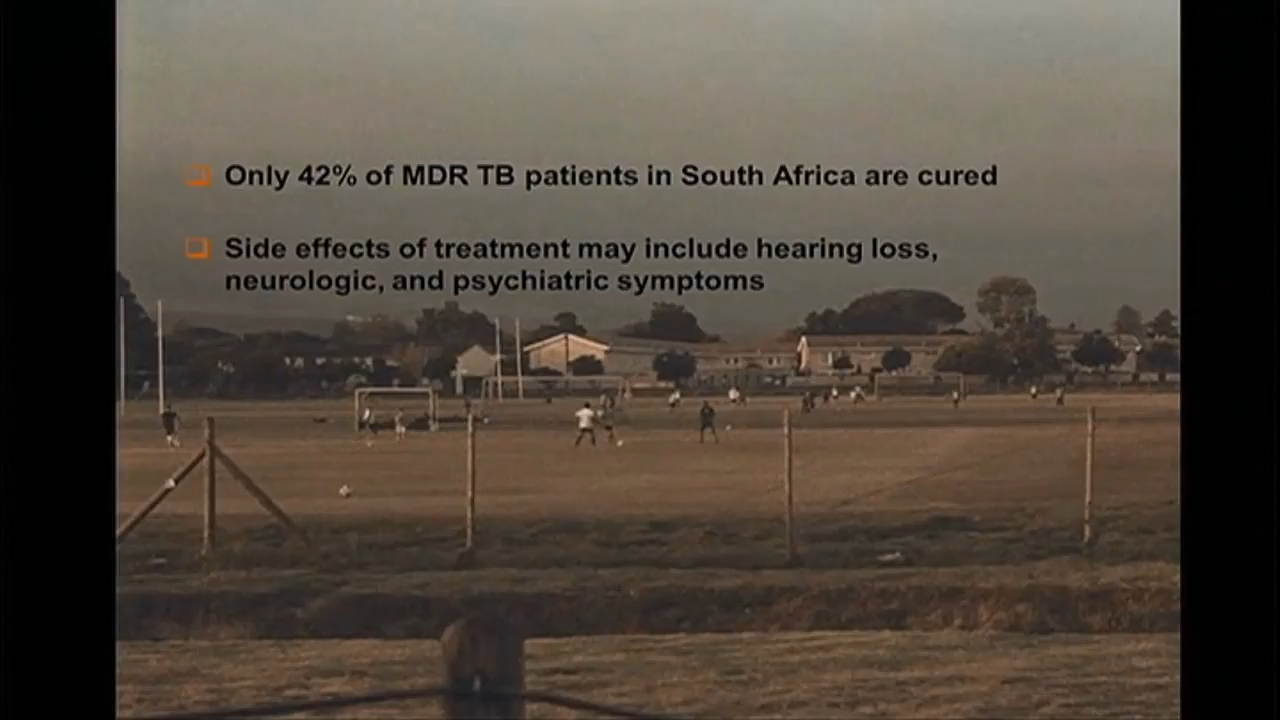 Only 42% of MDR TB patients in South Africa are cured
Side effects of treatment may include hearing loss,
neurologic, and psychiatric symptoms